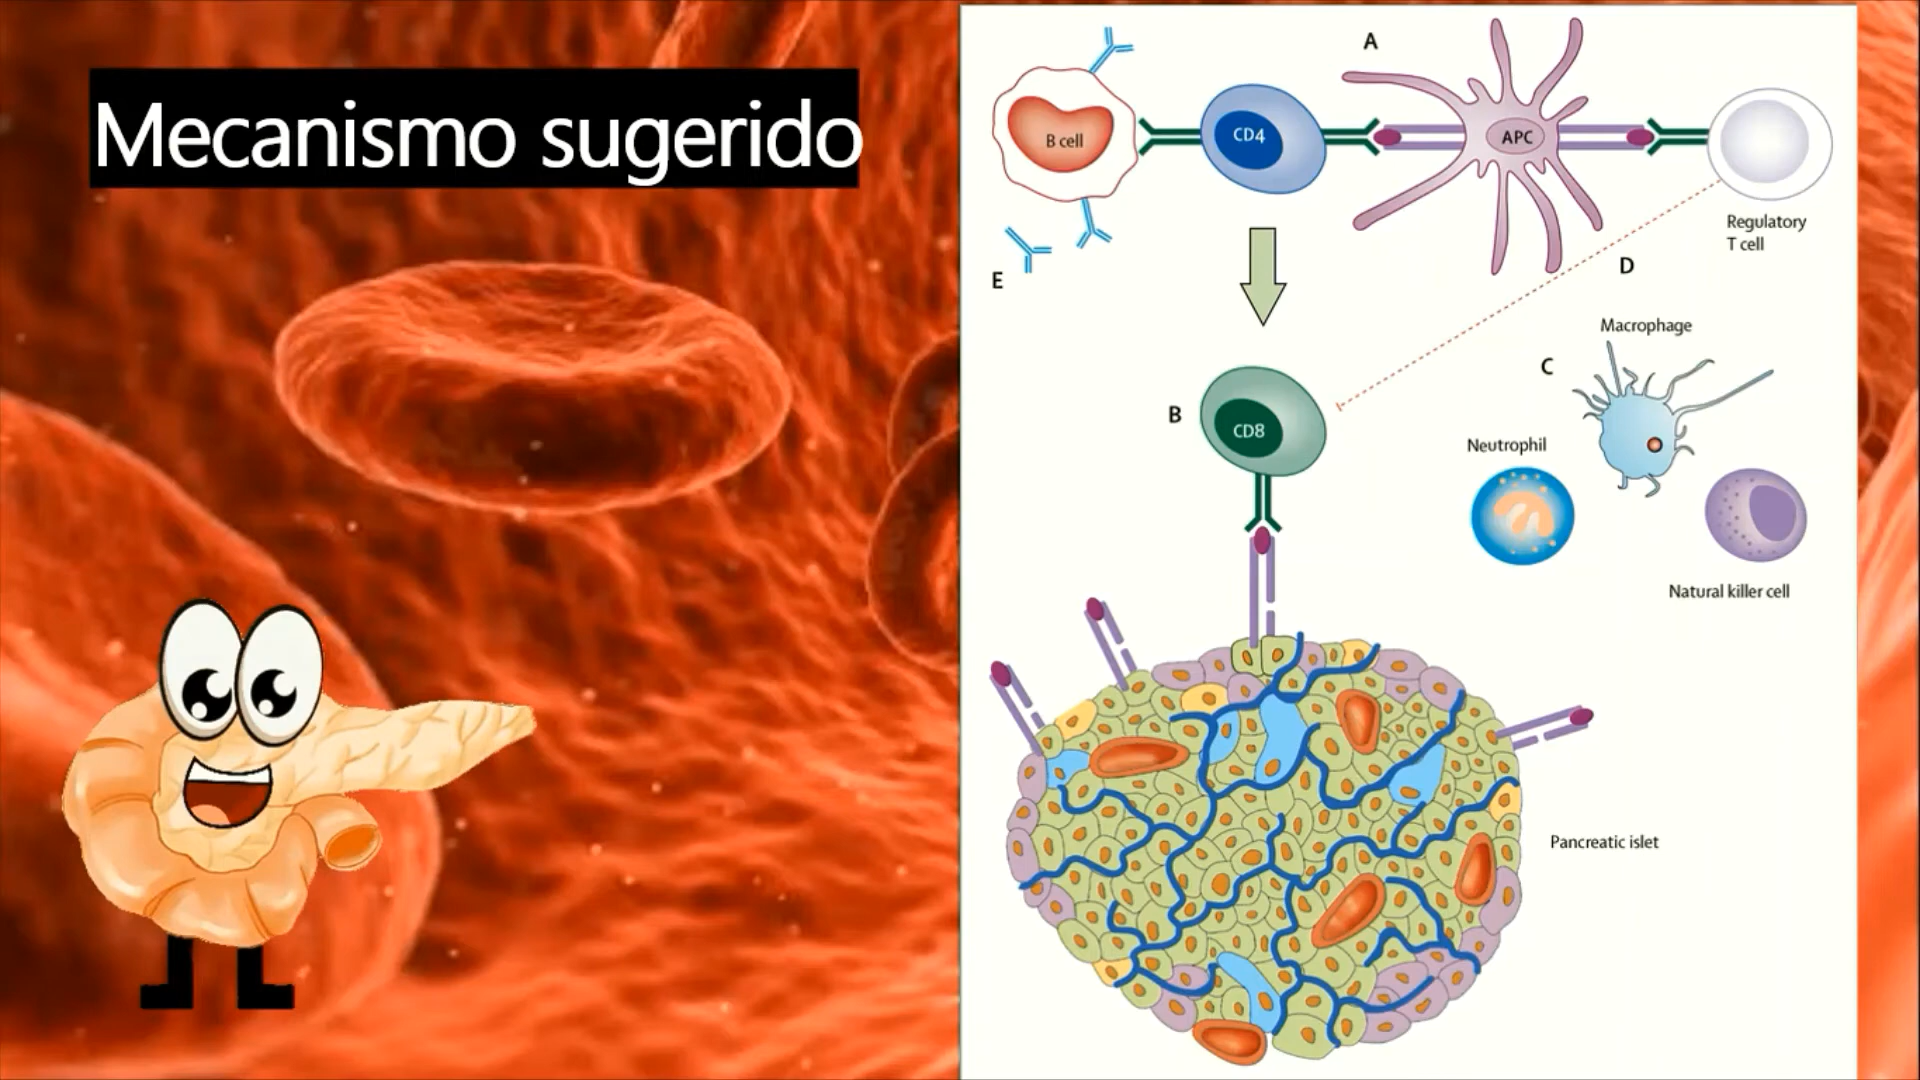 Mecanismo sugerido
A
B cell
CD4
APC
Regulatory
T cell
E
D
Macrophage
C
B
CD8
Neutrophil
Natural killer cell
Pancreatic islet